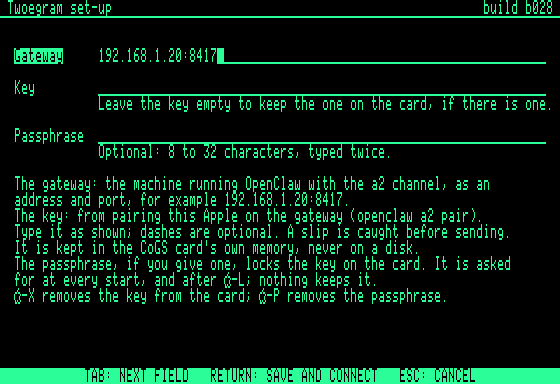 Twoegram set-up build b028
Gateway 192.168.1.20:8417
Key
Leave the key empty to keep the one on the card, if there is one.
Passphrase
Optional: 8 to 32 characters, typed twice.
The gateway: the machine running OpenClaw with the a2 channel, as an
address and port, for example 192.168.1.20:8417.
The key: from pairing this Apple on the gateway (openclaw a2 pair).
Type it as shown; dashes are optional. A slip is caught before sending.
It is kept in the CoGS card's own memory, never on a disk.
The passphrase, if you give one, locks the key on the card. It is asked
for at every start, and after -L; nothing keeps it.
-X removes the key from the card; -P removes the passphrase.
TAB: NEXT FIELD RETURN: SAVE AND CONNECT ESC: CANCEL